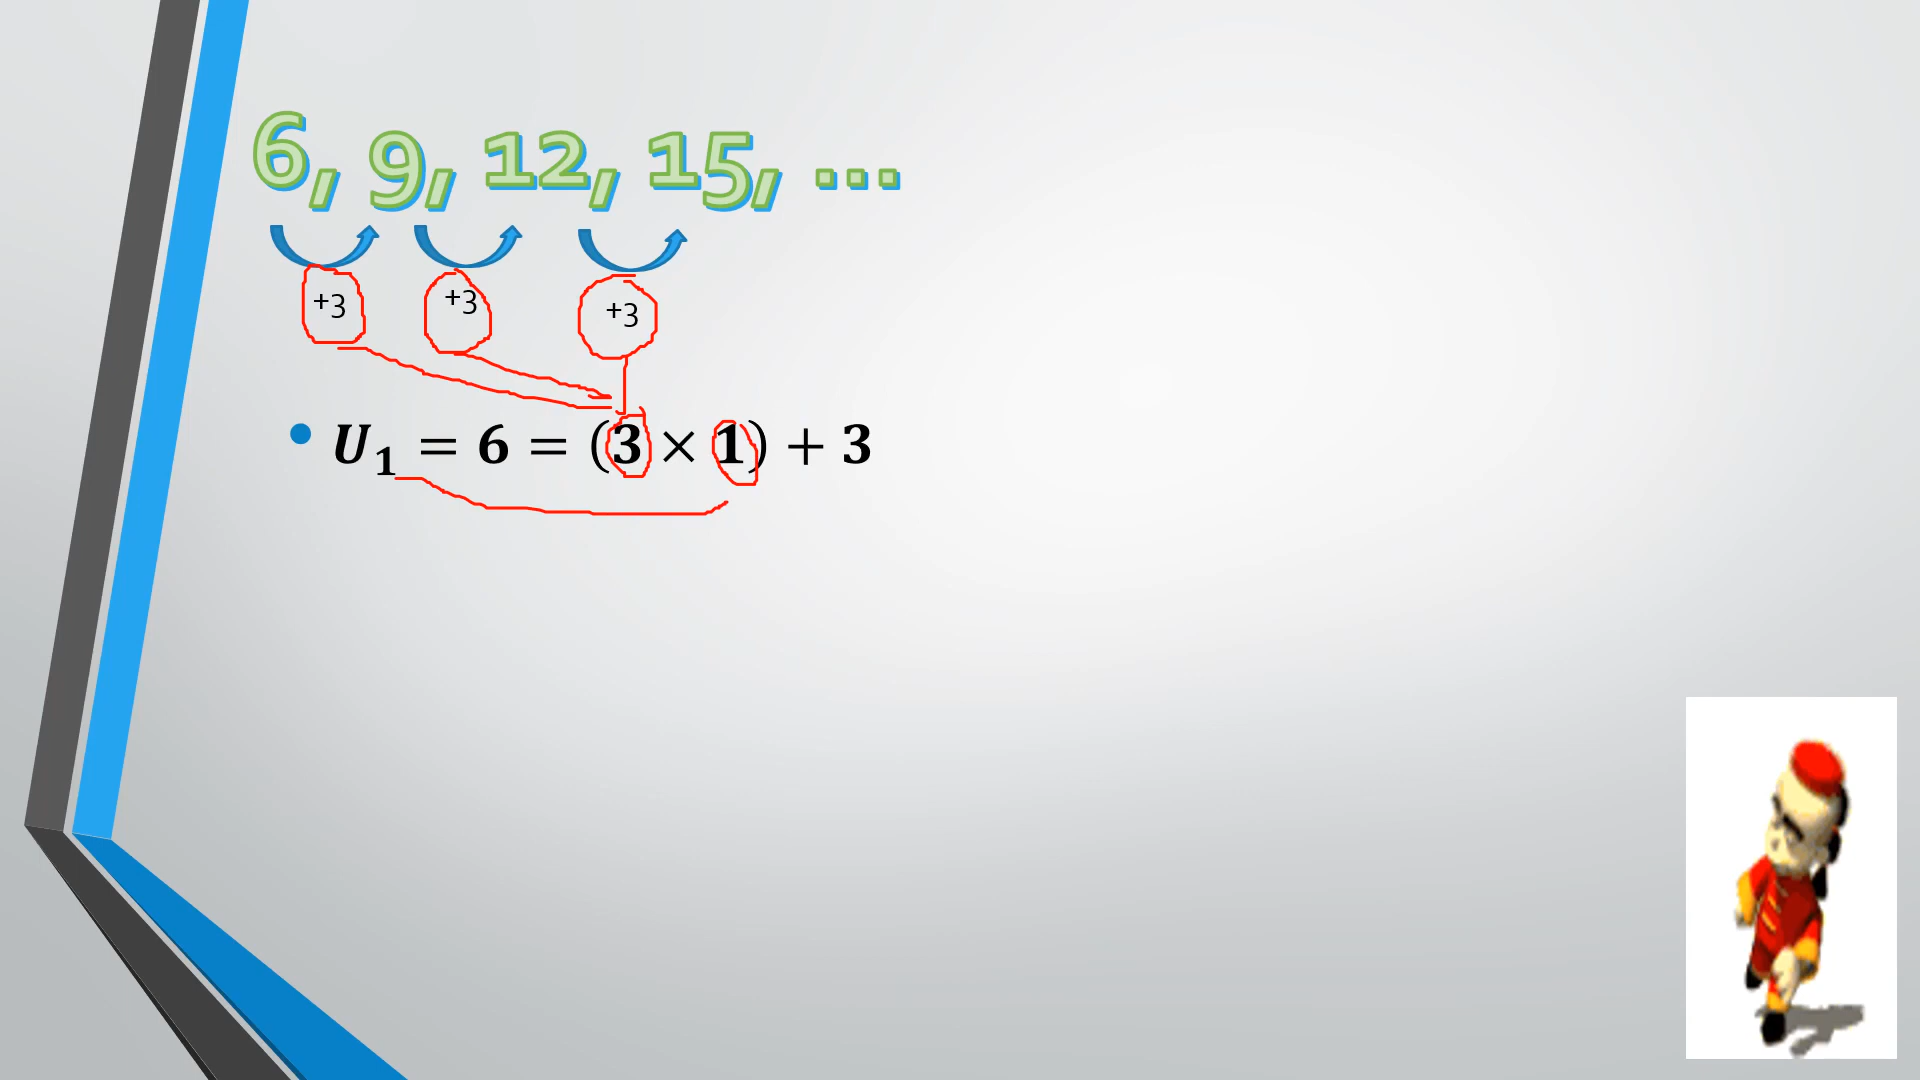 6, 9, 12, 15, ...
+3 +3 +3
• U₁ = 6 = (3 × 1) + 3